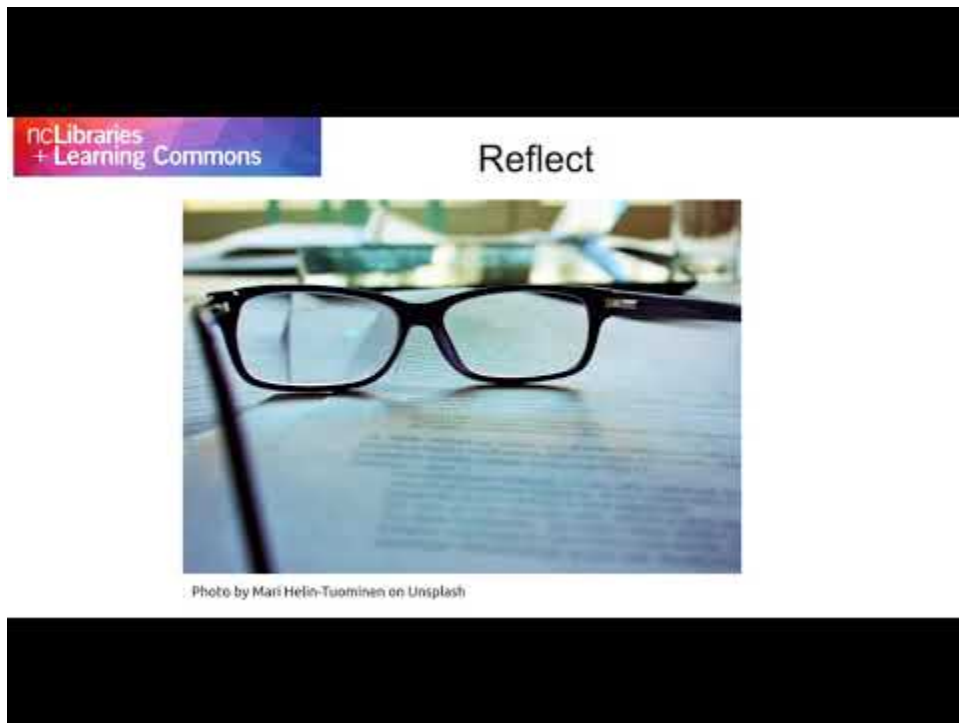 ncLibraries
+ Learning Commons
Reflect
Photo by Mari Helin-Tuominen on Unsplash